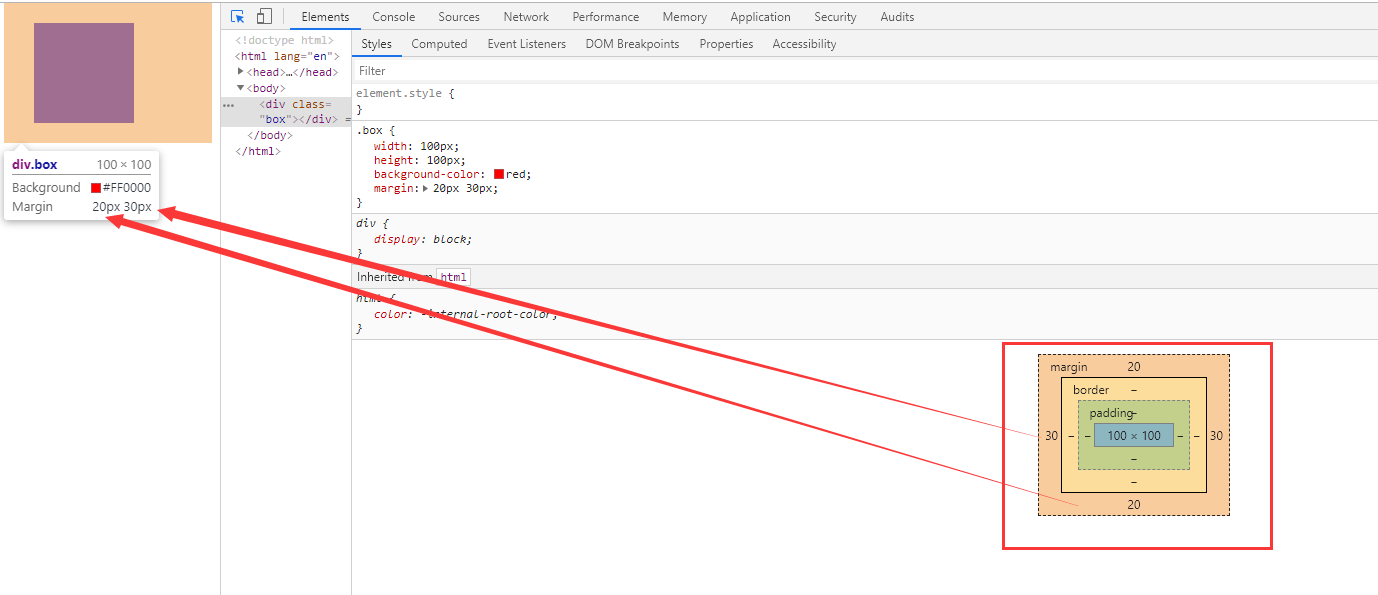 Elements Console Sources Network Performance Memory Application Security Audits
<!doctype html>
<html lang="en">
<head>…</head>
<body>
<div class=
"box"></div> =
</body>
</html>
Styles Computed Event Listeners DOM Breakpoints Properties Accessibility
Filter
element.style {
}
.box {
width: 100px;
height: 100px;
background-color: red;
margin: 20px 30px;
}
div {
display: block;
}
Inherited from html
html {
color: -internal-root-color;
}
div.box 100 × 100
Background #FF0000
Margin 20px 30px
margin 20
border –
padding–
30 – – 100 × 100 – – 30
–
–
20